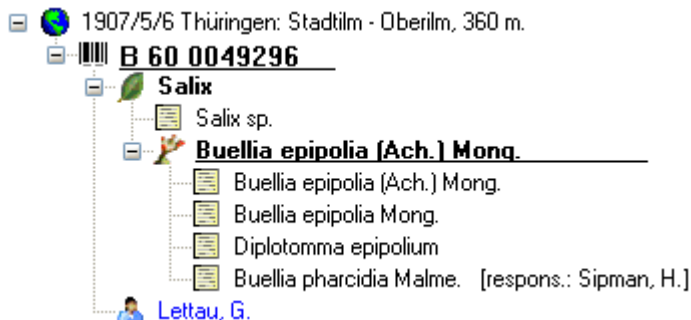 1907/5/6 Thüringen: Stadtilm - Oberilm, 360 m.
B 60 0049296
Salix
Salix sp.
Buellia epipolia (Ach.) Mong.
Buellia epipolia (Ach.) Mong.
Buellia epipolia Mong.
Diplotomma epipolium
Buellia pharcidia Malme. [respons.: Sipman, H.]
Lettau, G.